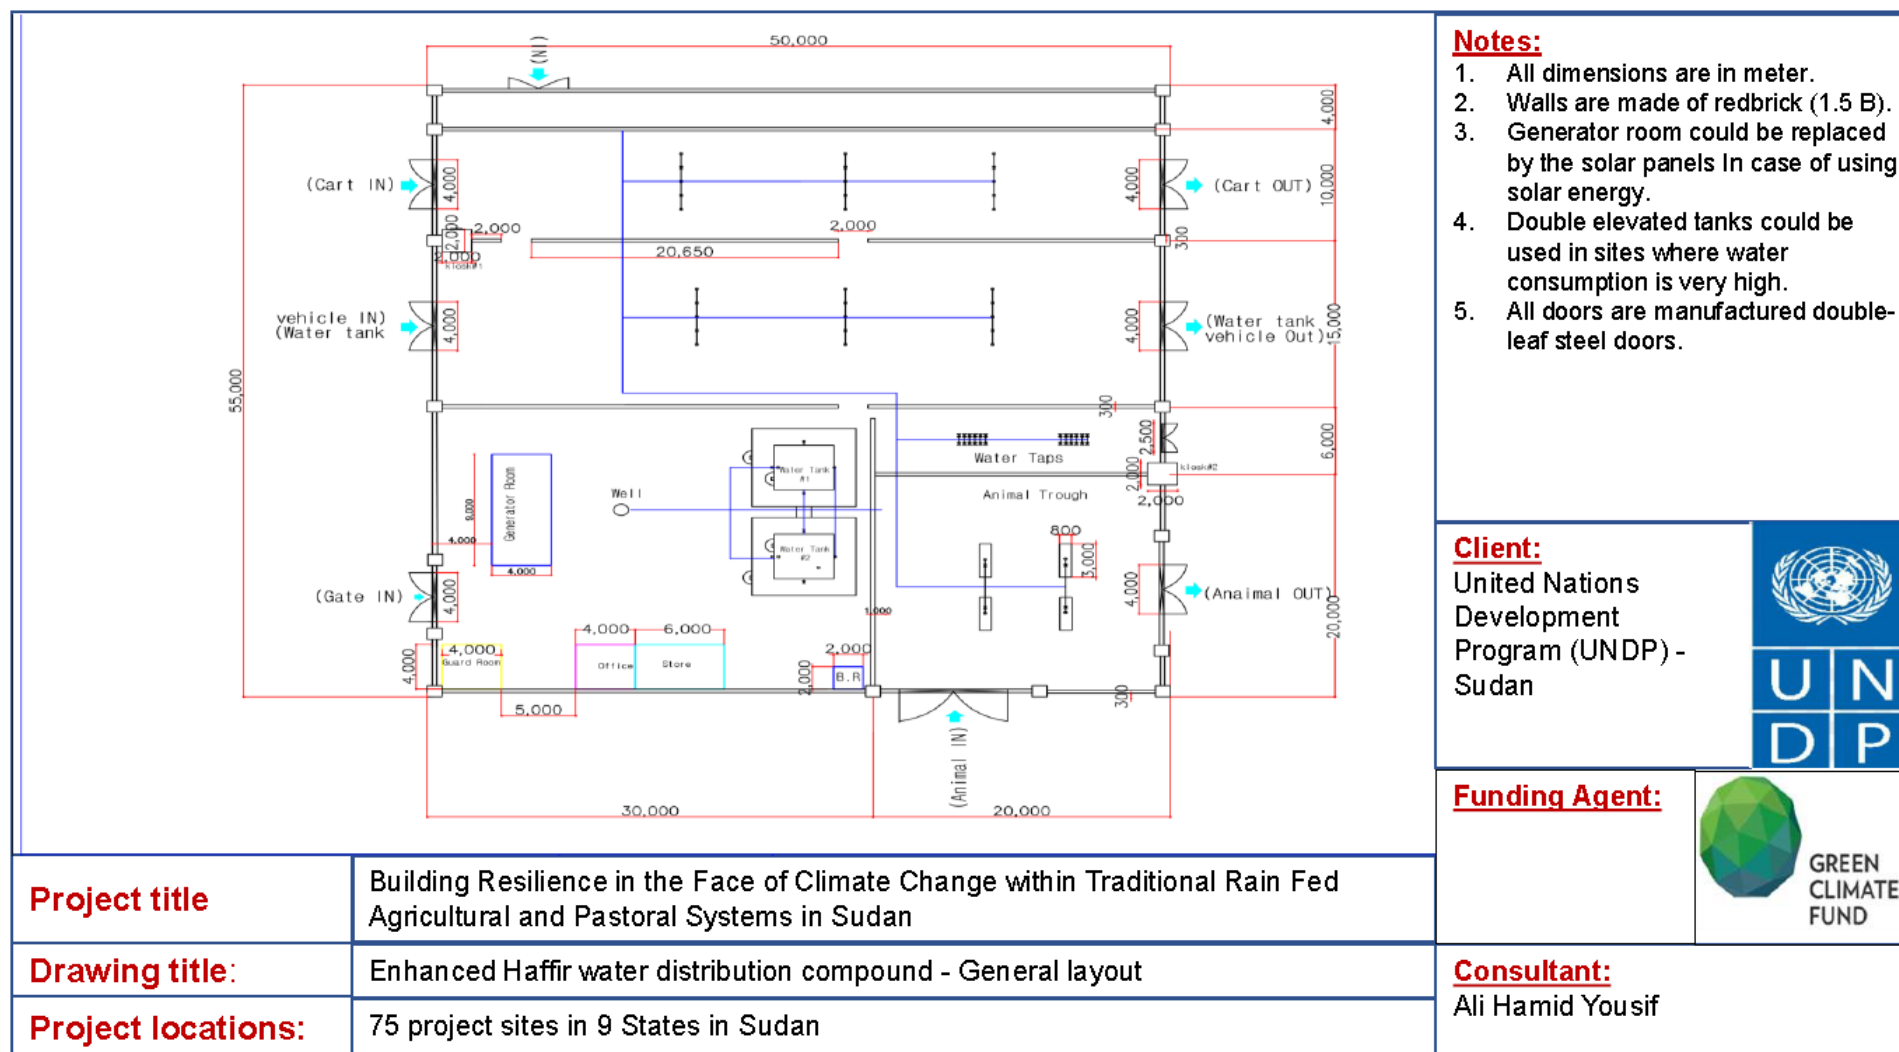 50,000
(IN)
4,000
(Cart IN)
4,000
4,000
(Cart OUT)
10,000
2,000
2,000
2,000
300
2,000
20,650
kiosk#1
vehicle IN)
(Water tank
4,000
4,000
(Water tank
vehicle Out)
15,000
55,000
300
2,500
6,000
Water Taps
kiosk#2
2,000
2,000
Generator Room
9,000
4.000
4.000
Well
Water Tank
#1
Water Tank
#2
Animal Trough
800
3,000
(Gate IN)
4,000
4,000
(Anaimal OUT)
20,000
1.000
4,000
6,000
4,000
4,000
Guard Room
Office
Store
2,000
2,000
B.R
5,000
300
(Animal IN)
30,000
20,000
Notes:
1. All dimensions are in meter.
2. Walls are made of redbrick (1.5 B).
3. Generator room could be replaced
by the solar panels In case of using
solar energy.
4. Double elevated tanks could be
used in sites where water
consumption is very high.
5. All doors are manufactured double-
leaf steel doors.
Client:
United Nations
Development
Program (UNDP) -
Sudan
U N
D P
Funding Agent:
GREEN
CLIMATE
FUND
Consultant:
Ali Hamid Yousif
Project title
Building Resilience in the Face of Climate Change within Traditional Rain Fed
Agricultural and Pastoral Systems in Sudan
Drawing title:
Enhanced Haffir water distribution compound - General layout
Project locations:
75 project sites in 9 States in Sudan